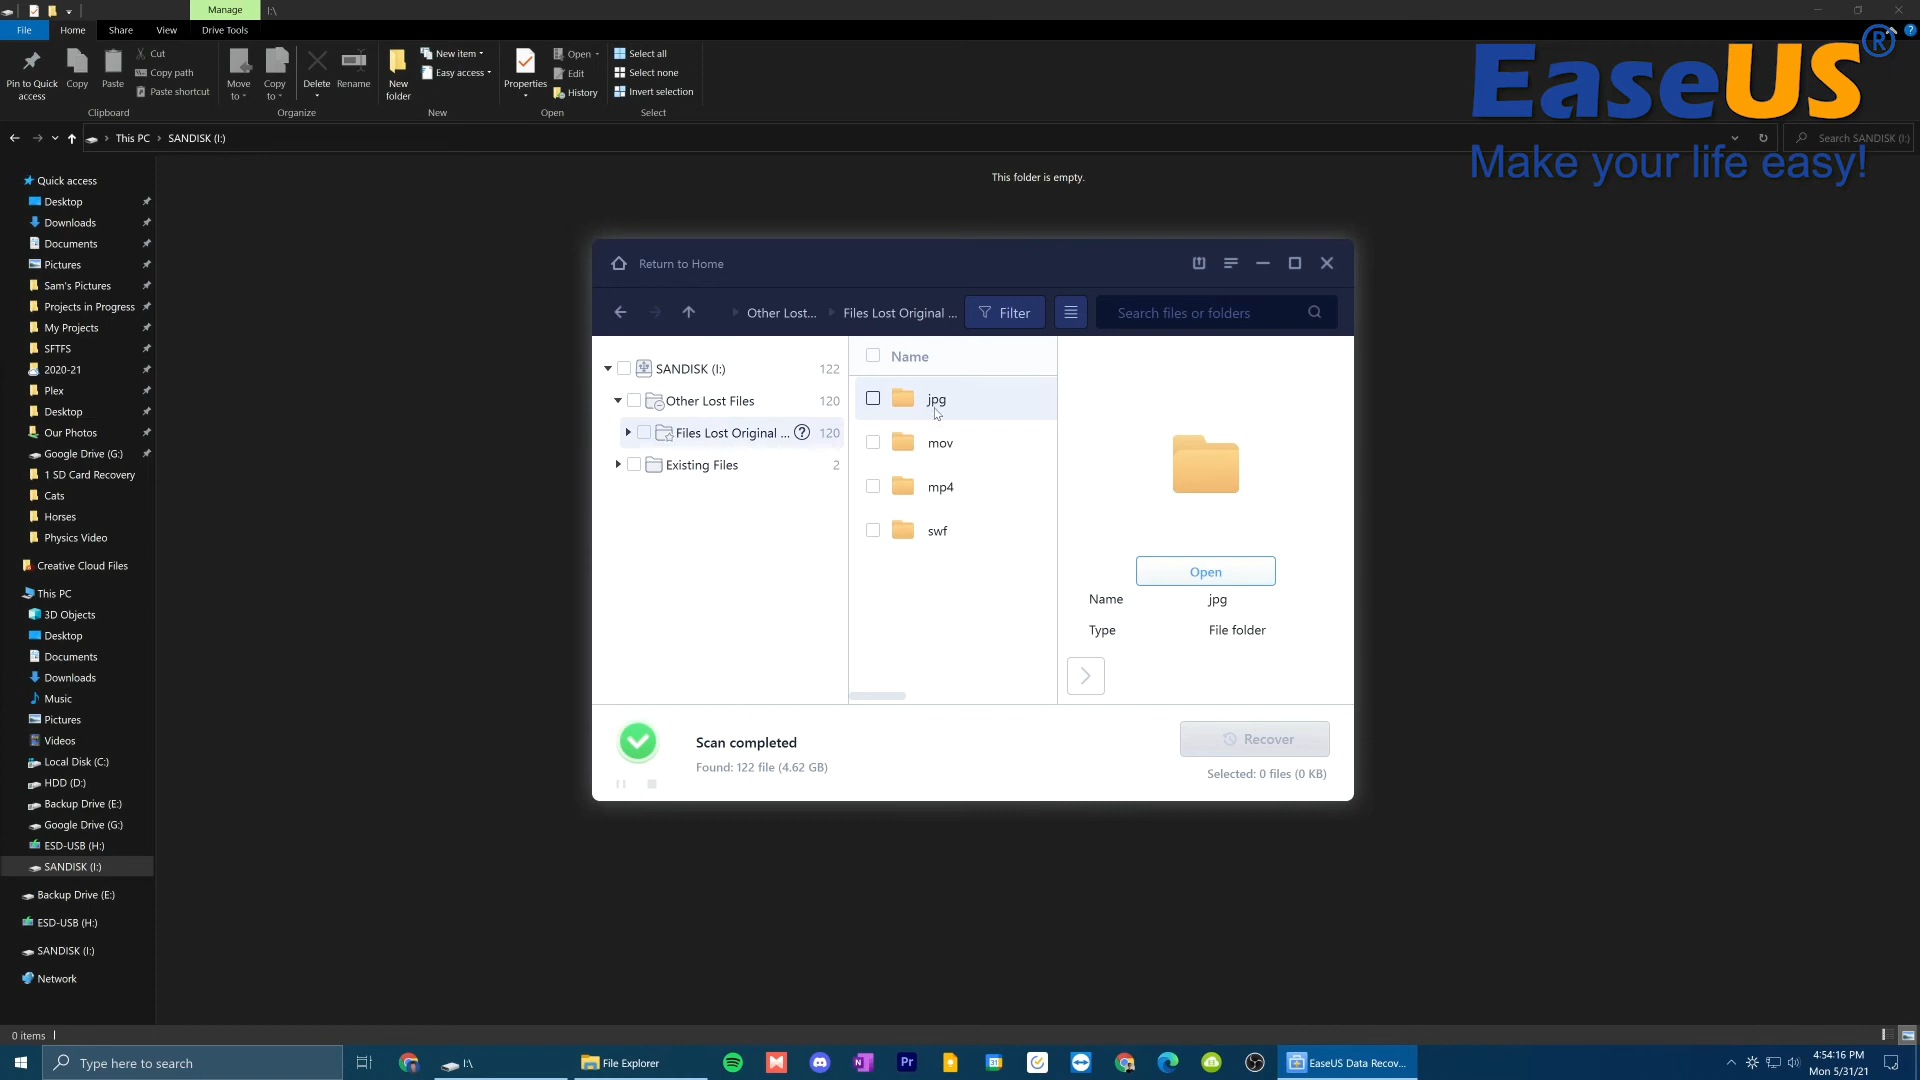 Manage
I:\
File
Home
Share
View
Drive Tools
Pin to Quick access
Copy
Paste
Cut
Copy path
Paste shortcut
Clipboard
Move to
Copy to
Delete
Rename
Organize
New folder
New item
Easy access
New
Properties
Open
Edit
History
Open
Select all
Select none
Invert selection
Select
EaseUS®
Make your life easy!
This PC
SANDISK (I:)
Search SANDISK (I:)
This folder is empty.
Quick access
Desktop
Downloads
Documents
Pictures
Sam's Pictures
Projects in Progress
My Projects
SFTFS
2020-21
Plex
Desktop
Our Photos
Google Drive (G:)
1 SD Card Recovery
Cats
Horses
Physics Video
Creative Cloud Files
This PC
3D Objects
Desktop
Documents
Downloads
Music
Pictures
Videos
Local Disk (C:)
HDD (D:)
Backup Drive (E:)
Google Drive (G:)
ESD-USB (H:)
SANDISK (I:)
Backup Drive (E:)
ESD-USB (H:)
SANDISK (I:)
Network
Return to Home
Other Lost...
Files Lost Original ...
Filter
Search files or folders
SANDISK (I:) 122
Other Lost Files 120
Files Lost Original ... ? 120
Existing Files 2
Name
jpg
mov
mp4
swf
Open
Name jpg
Type File folder
Scan completed
Found: 122 file (4.62 GB)
Recover
Selected: 0 files (0 KB)
0 items
Type here to search
I:\
File Explorer
EaseUS Data Recov...
4:54:16 PM
Mon 5/31/21